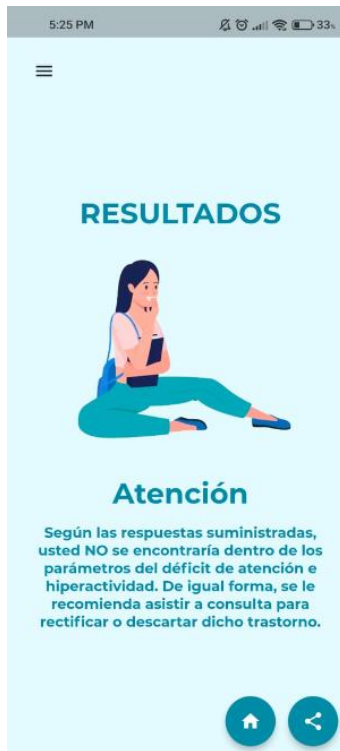 5:25 PM
33%
RESULTADOS
Atención
Según las respuestas suministradas,
usted NO se encontraría dentro de los
parámetros del déficit de atención e
hiperactividad. De igual forma, se le
recomienda asistir a consulta para
rectificar o descartar dicho trastorno.